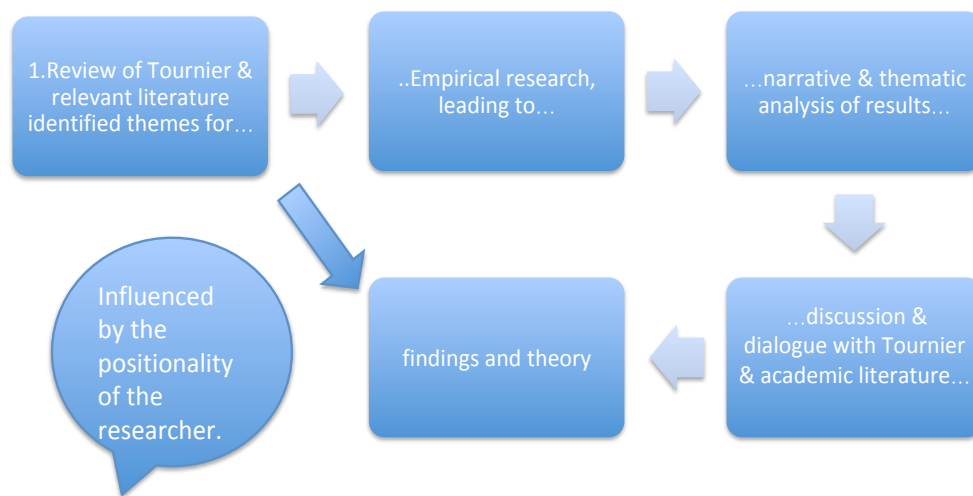 1.Review of Tournier &
relevant literature
identified themes for…
..Empirical research,
leading to…
…narrative & thematic
analysis of results…
…discussion &
dialogue with Tournier
& academic literature…
findings and theory
Influenced
by the
positionality
of the
researcher.